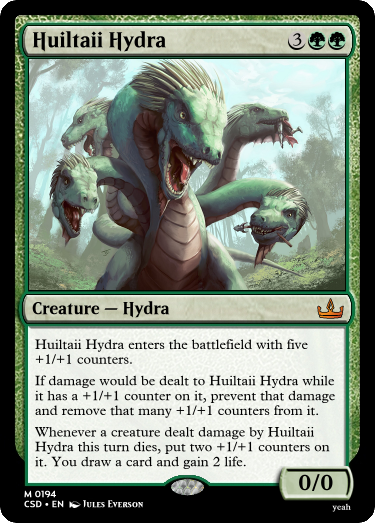 Huiltaii Hydra 3
Creature — Hydra
Huiltaii Hydra enters the battlefield with five
+1/+1 counters.
If damage would be dealt to Huiltaii Hydra while
it has a +1/+1 counter on it, prevent that damage
and remove that many +1/+1 counters from it.
Whenever a creature dealt damage by Huiltaii
Hydra this turn dies, put two +1/+1 counters on
it. You draw a card and gain 2 life.
0/0
M 0194
CSD • EN Jules Everson
yeah